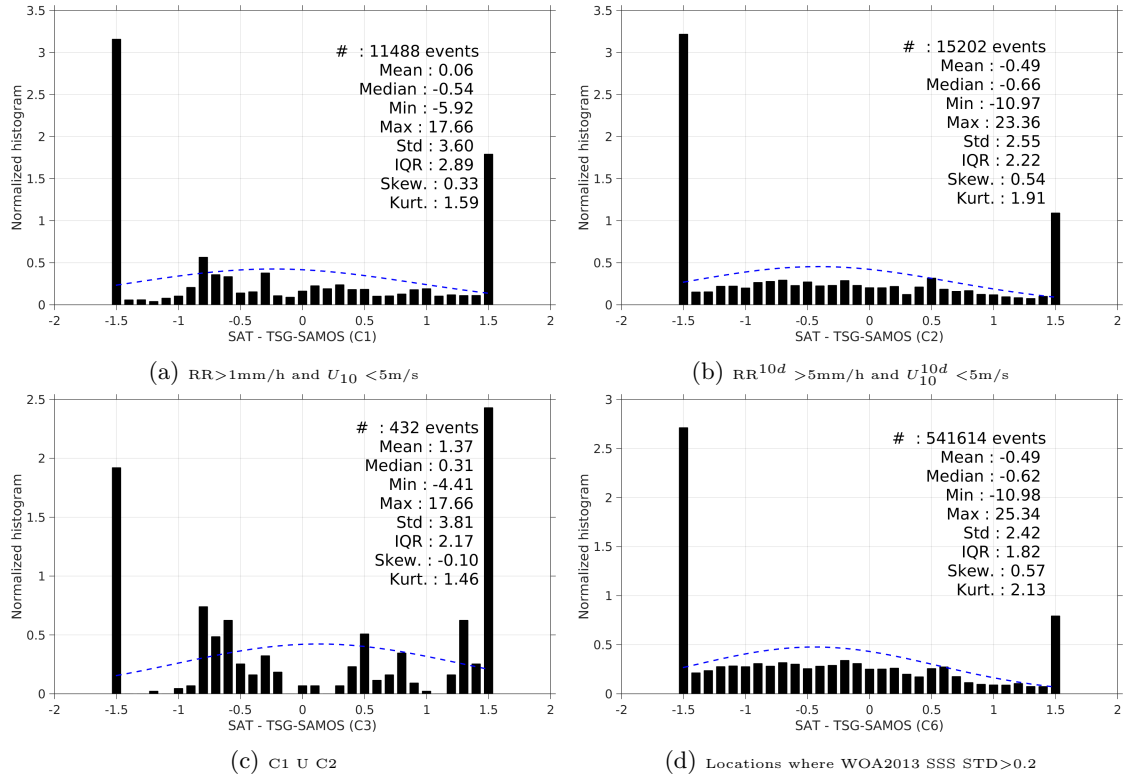 3.5
3
2.5
2
1.5
1
0.5
0
Normalized histogram
# : 11488 events
Mean : 0.06
Median : -0.54
Min : -5.92
Max : 17.66
Std : 3.60
IQR : 2.89
Skew. : 0.33
Kurt. : 1.59
-2 -1.5 -1 -0.5 0 0.5 1 1.5 2
SAT - TSG-SAMOS (C1)
(a) RR>1mm/h and U10 <5m/s
3.5
3
2.5
2
1.5
1
0.5
0
Normalized histogram
# : 15202 events
Mean : -0.49
Median : -0.66
Min : -10.97
Max : 23.36
Std : 2.55
IQR : 2.22
Skew. : 0.54
Kurt. : 1.91
-2 -1.5 -1 -0.5 0 0.5 1 1.5 2
SAT - TSG-SAMOS (C2)
(b) RR^10d >5mm/h and U_10^10d <5m/s
2.5
2
1.5
1
0.5
0
Normalized histogram
# : 432 events
Mean : 1.37
Median : 0.31
Min : -4.41
Max : 17.66
Std : 3.81
IQR : 2.17
Skew. : -0.10
Kurt. : 1.46
-2 -1.5 -1 -0.5 0 0.5 1 1.5 2
SAT - TSG-SAMOS (C3)
(c) C1 U C2
3
2.5
2
1.5
1
0.5
0
Normalized histogram
# : 541614 events
Mean : -0.49
Median : -0.62
Min : -10.98
Max : 25.34
Std : 2.42
IQR : 1.82
Skew. : 0.57
Kurt. : 2.13
-2 -1.5 -1 -0.5 0 0.5 1 1.5 2
SAT - TSG-SAMOS (C6)
(d) Locations where WOA2013 SSS STD>0.2